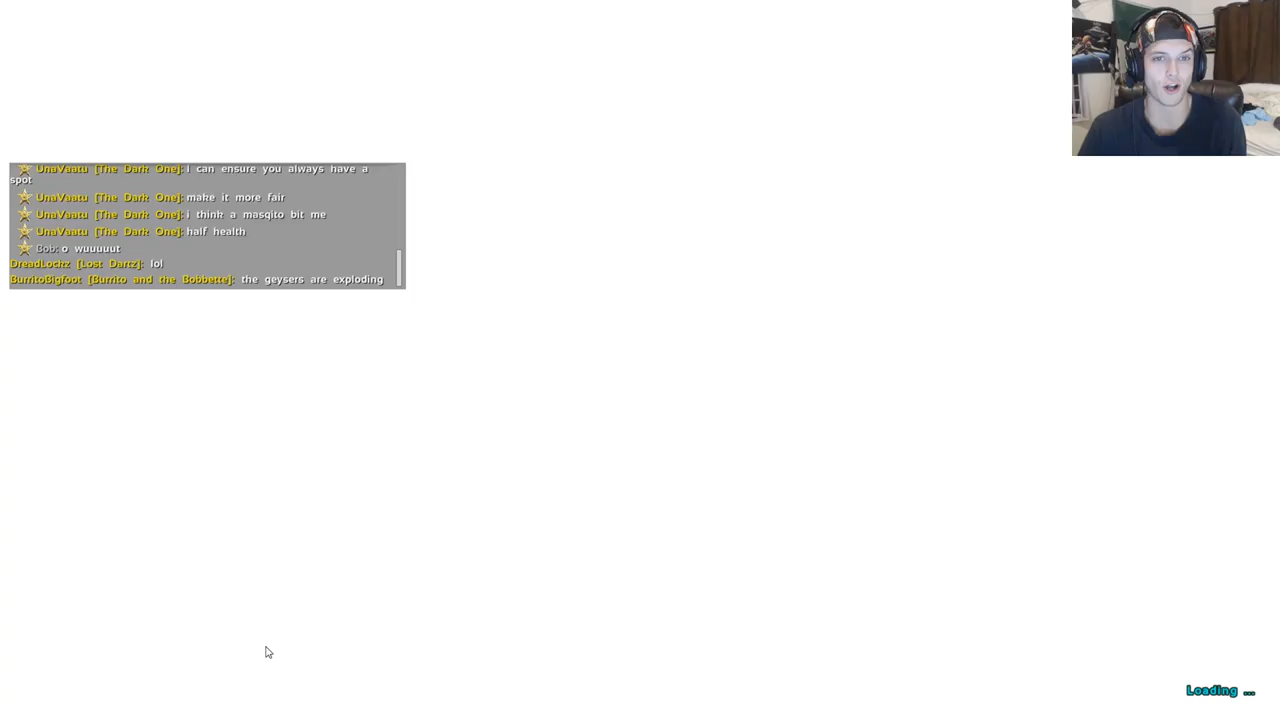 UnaVaatu [The Dark One]: I can ensure you always have a
spot
UnaVaatu [The Dark One]: make it more fair
UnaVaatu [The Dark One]: i think a masqito bit me
UnaVaatu [The Dark One]: half health
Bob: o wuuuuut
DreadLockz [Lost Dartz]: lol
BurritoBigfoot [Burrito and the Bobbette]: the geysers are exploding
Loading ...